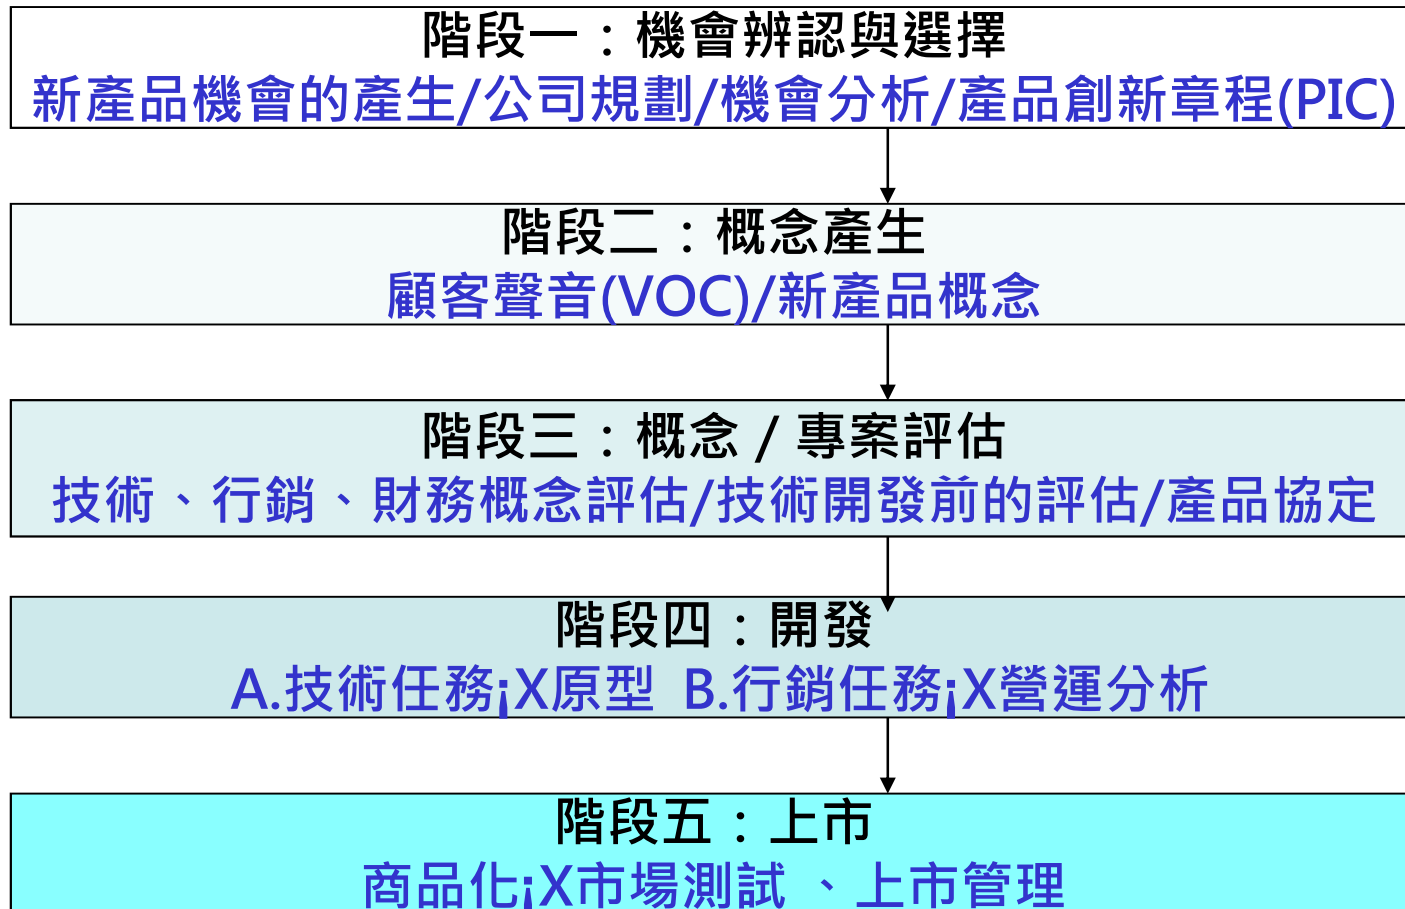 階段一：機會辨認與選擇
新產品機會的產生/公司規劃/機會分析/產品創新章程(PIC)
階段二：概念產生
顧客聲音(VOC)/新產品概念
階段三：概念 / 專案評估
技術、行銷、財務概念評估/技術開發前的評估/產品協定
階段四：開發
A.技術任務¡X原型 B.行銷任務¡X營運分析
階段五：上市
商品化¡X市場測試 、上市管理